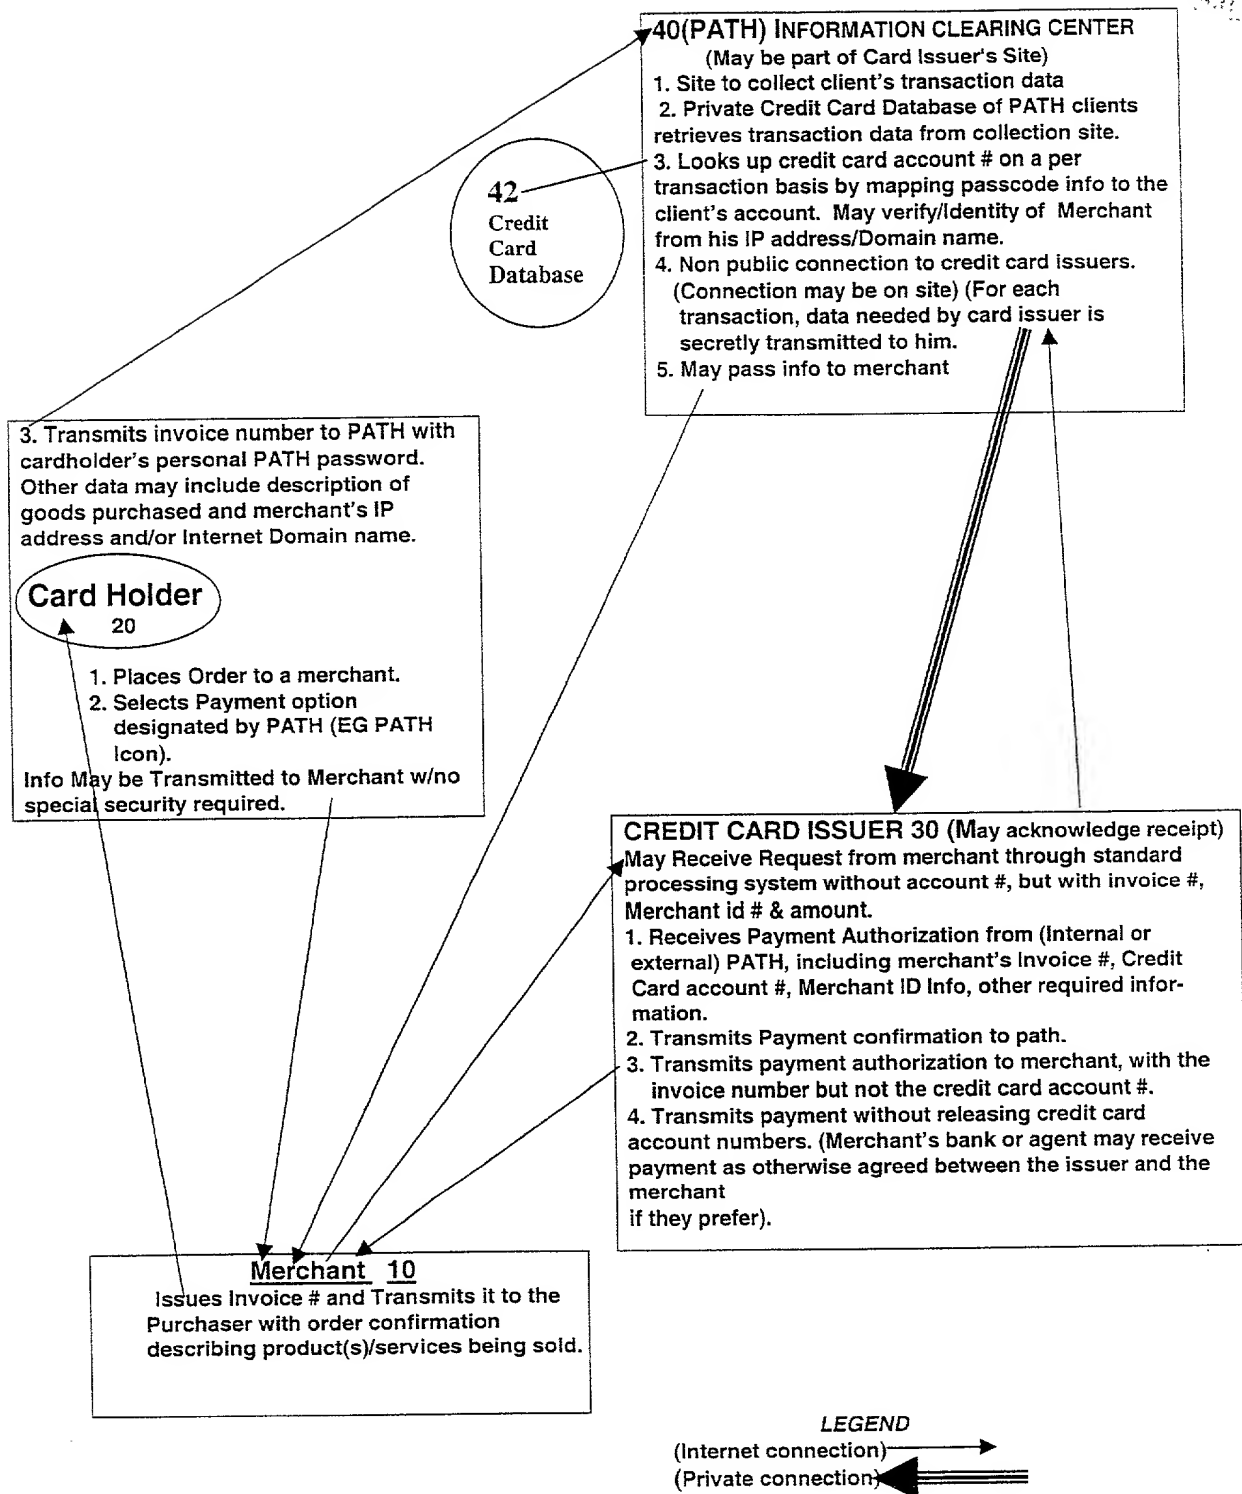 40(PATH) INFORMATION CLEARING CENTER
(May be part of Card Issuer's Site)
1. Site to collect client's transaction data
2. Private Credit Card Database of PATH clients
retrieves transaction data from collection site.
3. Looks up credit card account # on a per
transaction basis by mapping passcode info to the
client's account. May verify/Identity of Merchant
from his IP address/Domain name.
4. Non public connection to credit card issuers.
(Connection may be on site) (For each
transaction, data needed by card issuer is
secretly transmitted to him.
5. May pass info to merchant
42
Credit
Card
Database
3. Transmits invoice number to PATH with
cardholder's personal PATH password.
Other data may include description of
goods purchased and merchant's IP
address and/or Internet Domain name.
Card Holder
20
1. Places Order to a merchant.
2. Selects Payment option
designated by PATH (EG PATH
Icon).
Info May be Transmitted to Merchant w/no
special security required.
CREDIT CARD ISSUER 30 (May acknowledge receipt)
May Receive Request from merchant through standard
processing system without account #, but with invoice #,
Merchant id # & amount.
1. Receives Payment Authorization from (Internal or
external) PATH, including merchant's Invoice #, Credit
Card account #, Merchant ID Info, other required infor-
mation.
2. Transmits Payment confirmation to path.
3. Transmits payment authorization to merchant, with the
invoice number but not the credit card account #.
4. Transmits payment without releasing credit card
account numbers. (Merchant's bank or agent may receive
payment as otherwise agreed between the issuer and the
merchant
if they prefer).
Merchant 10
Issues Invoice # and Transmits it to the
Purchaser with order confirmation
describing product(s)/services being sold.
LEGEND
(Internet connection)
(Private connection)